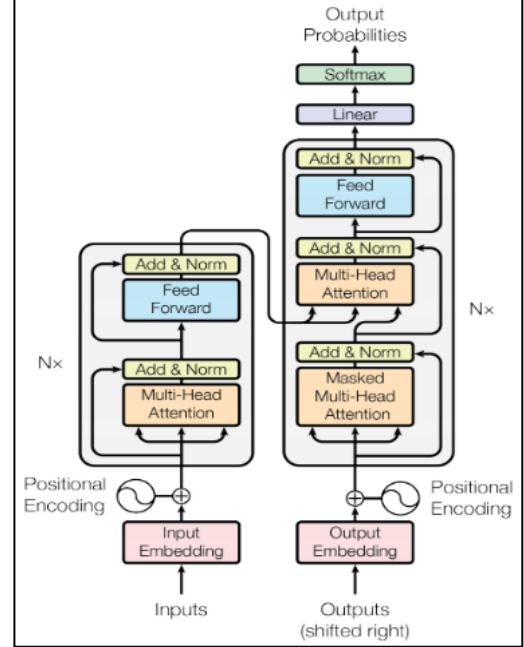 Output
Probabilities
Softmax
Linear
Add & Norm
Feed
Forward
Add & Norm
Multi-Head
Attention
Nx
Add & Norm
Masked
Multi-Head
Attention
Positional
Encoding
Output
Embedding
Outputs
(shifted right)
Add & Norm
Feed
Forward
Nx
Add & Norm
Multi-Head
Attention
Positional
Encoding
Input
Embedding
Inputs